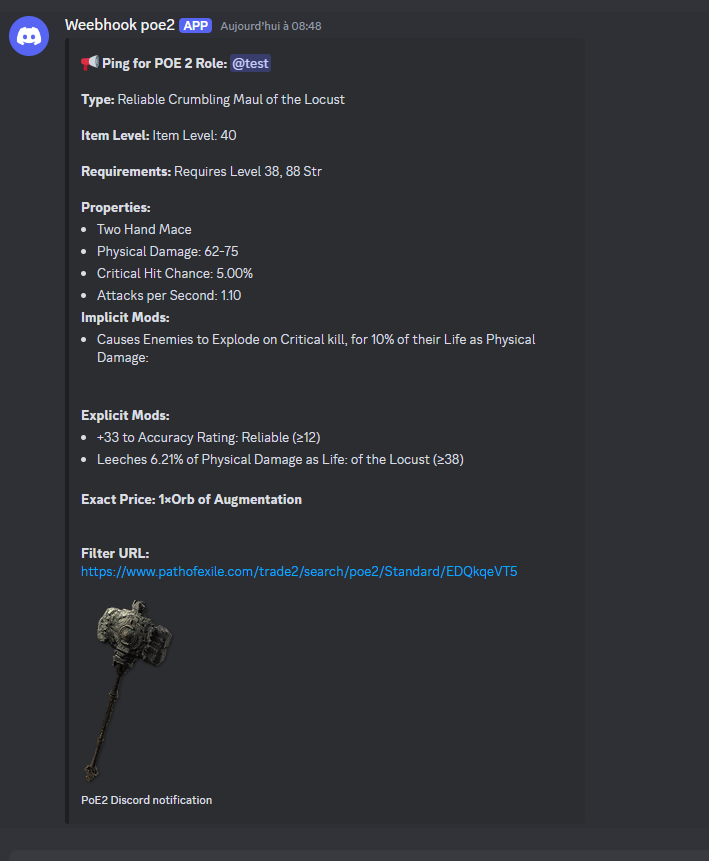 Weebhook poe2 APP Aujourd'hui à 08:48
📢 Ping for POE 2 Role: @test
Type: Reliable Crumbling Maul of the Locust
Item Level: Item Level: 40
Requirements: Requires Level 38, 88 Str
Properties:
• Two Hand Mace
• Physical Damage: 62-75
• Critical Hit Chance: 5.00%
• Attacks per Second: 1.10
Implicit Mods:
• Causes Enemies to Explode on Critical kill, for 10% of their Life as Physical
Damage:
Explicit Mods:
• +33 to Accuracy Rating: Reliable (≥12)
• Leeches 6.21% of Physical Damage as Life: of the Locust (≥38)
Exact Price: 1×Orb of Augmentation
Filter URL:
https://www.pathofexile.com/trade2/search/poe2/Standard/EDQkqeVT5
PoE2 Discord notification